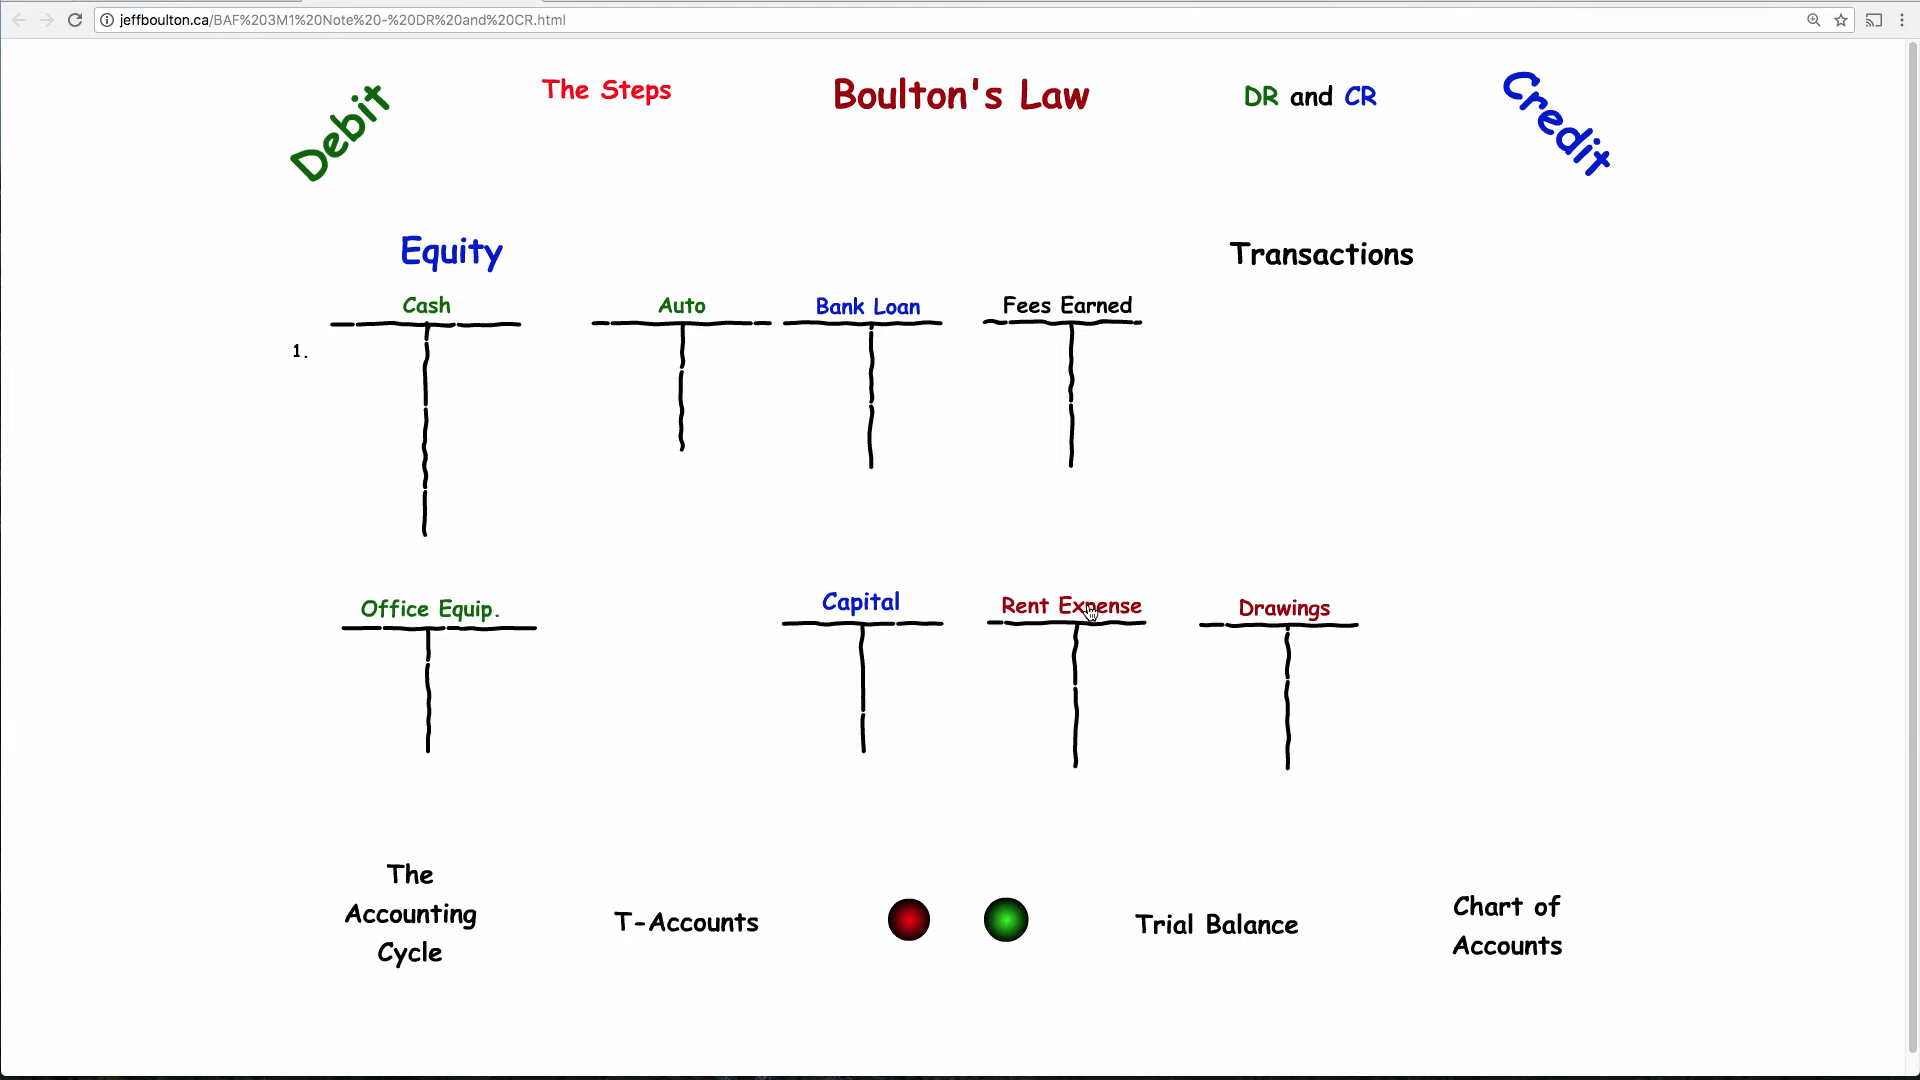 jeffboulton.ca/BAF%203M1%20Note%20-%20DR%20and%20CR.html
Debit
The Steps
Boulton's Law
DR and CR
Credit
Equity
Transactions
Cash
Auto
Bank Loan
Fees Earned
1.
Office Equip.
Capital
Rent Expense
Drawings
The
Accounting
Cycle
T-Accounts
Trial Balance
Chart of
Accounts